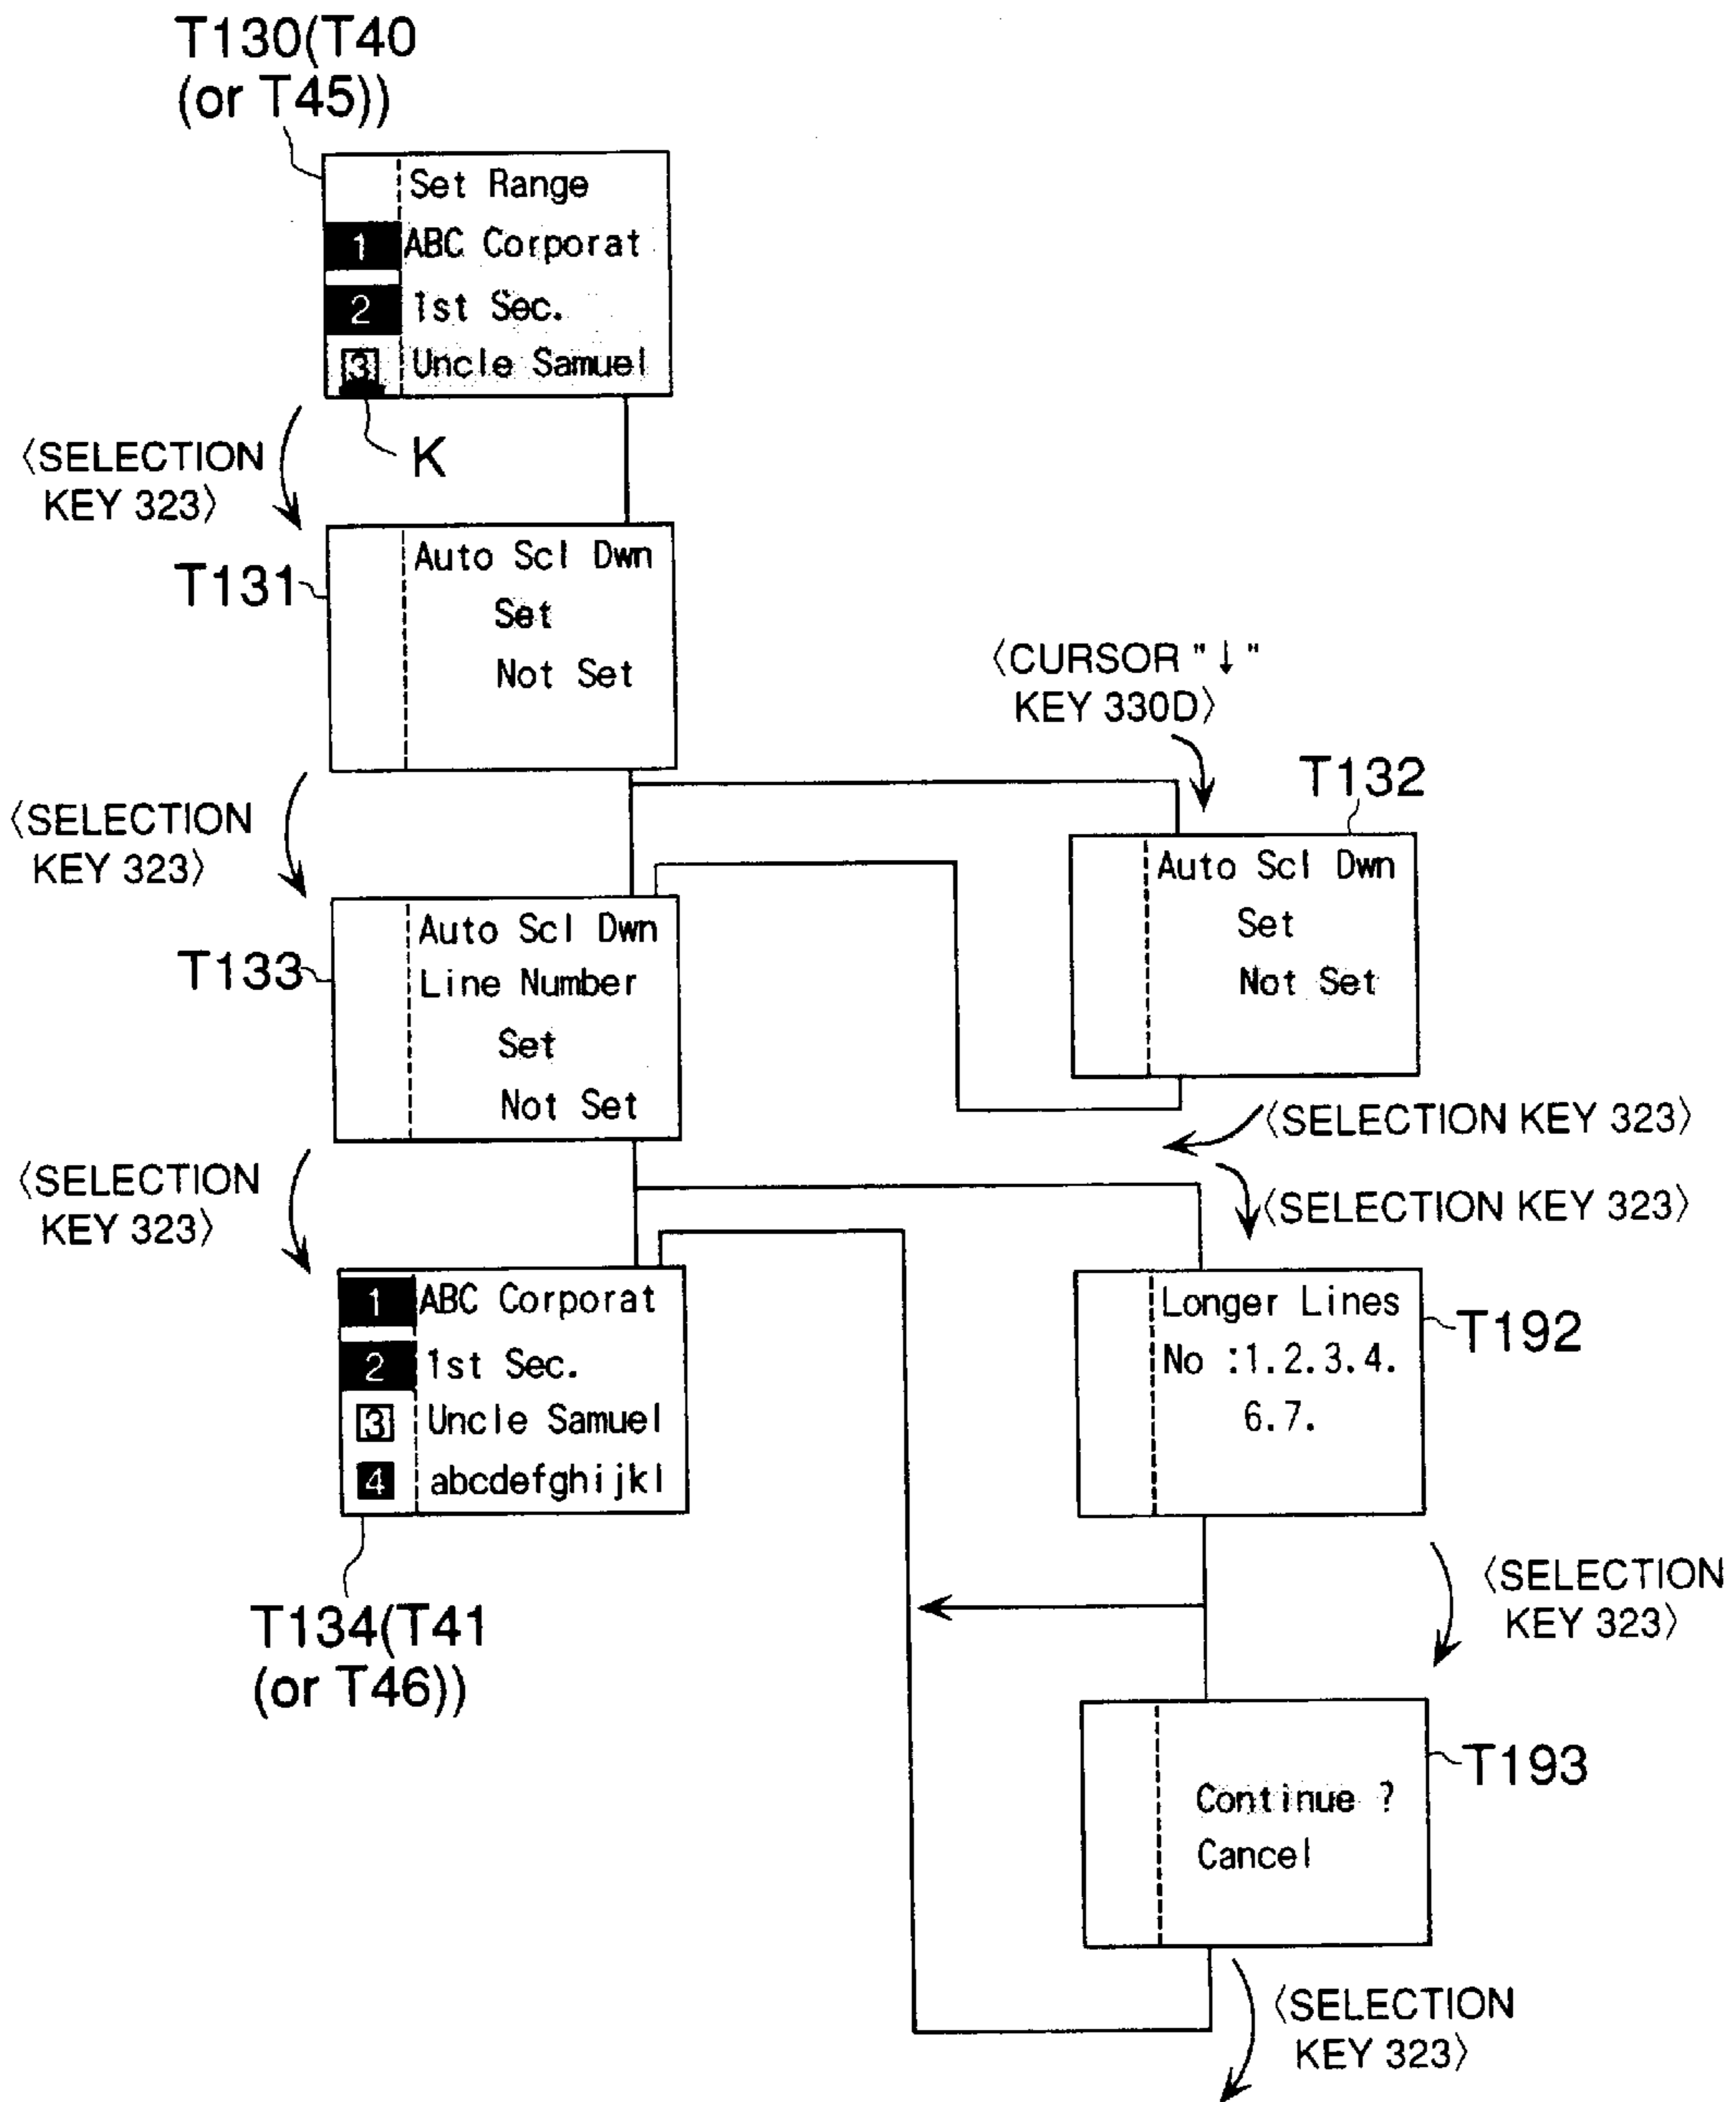 T130(T40
(or T45))
Set Range
1 ABC Corporat
2 1st Sec.
3 Uncle Samuel
K
〈SELECTION
KEY 323〉
T131
Auto Scl Dwn
Set
Not Set
〈CURSOR "↓"
KEY 330D〉
T132
Auto Scl Dwn
Set
Not Set
〈SELECTION
KEY 323〉
T133
Auto Scl Dwn
Line Number
Set
Not Set
〈SELECTION KEY 323〉
〈SELECTION KEY 323〉
〈SELECTION
KEY 323〉
1 ABC Corporat
2 1st Sec.
3 Uncle Samuel
4 abcdefghijkl
T134(T41
(or T46))
Longer Lines
No :1.2.3.4.
6.7.
T192
〈SELECTION
KEY 323〉
Continue ?
Cancel
T193
〈SELECTION
KEY 323〉